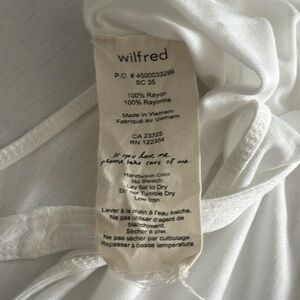 wilfred
P.O. # 4500033299
SC 35
100% Rayon
100% Rayonne
Made in Vietnam
Fabriqué au Vietnam
CA 23725
RN 122354
If you have me,
please take care of me.
Handwash Cool
No Bleach
Lay flat to Dry
Do not Tumble Dry
Low Iron
Laver à la main à l'eau fraîche.
Ne pas utiliser d'agent de
blanchiment.
Sécher à plat.
Ne pas sécher par culbutage.
Repasser à basse température